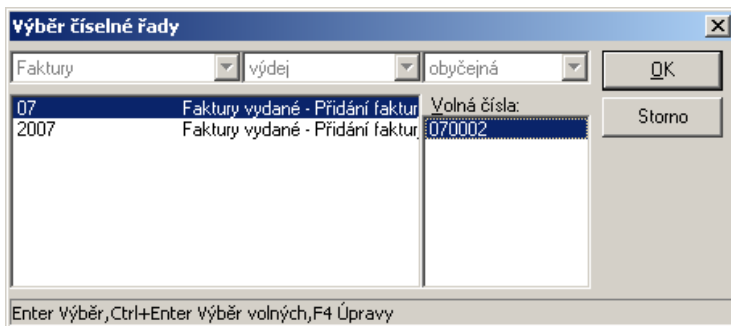 Výběr číselné řady
Faktury výdej obyčejná OK
Volná čísla: Storno
07 Faktury vydané - Přidání faktur 070002
2007 Faktury vydané - Přidání faktur
Enter Výběr,Ctrl+Enter Výběr volných,F4 Úpravy